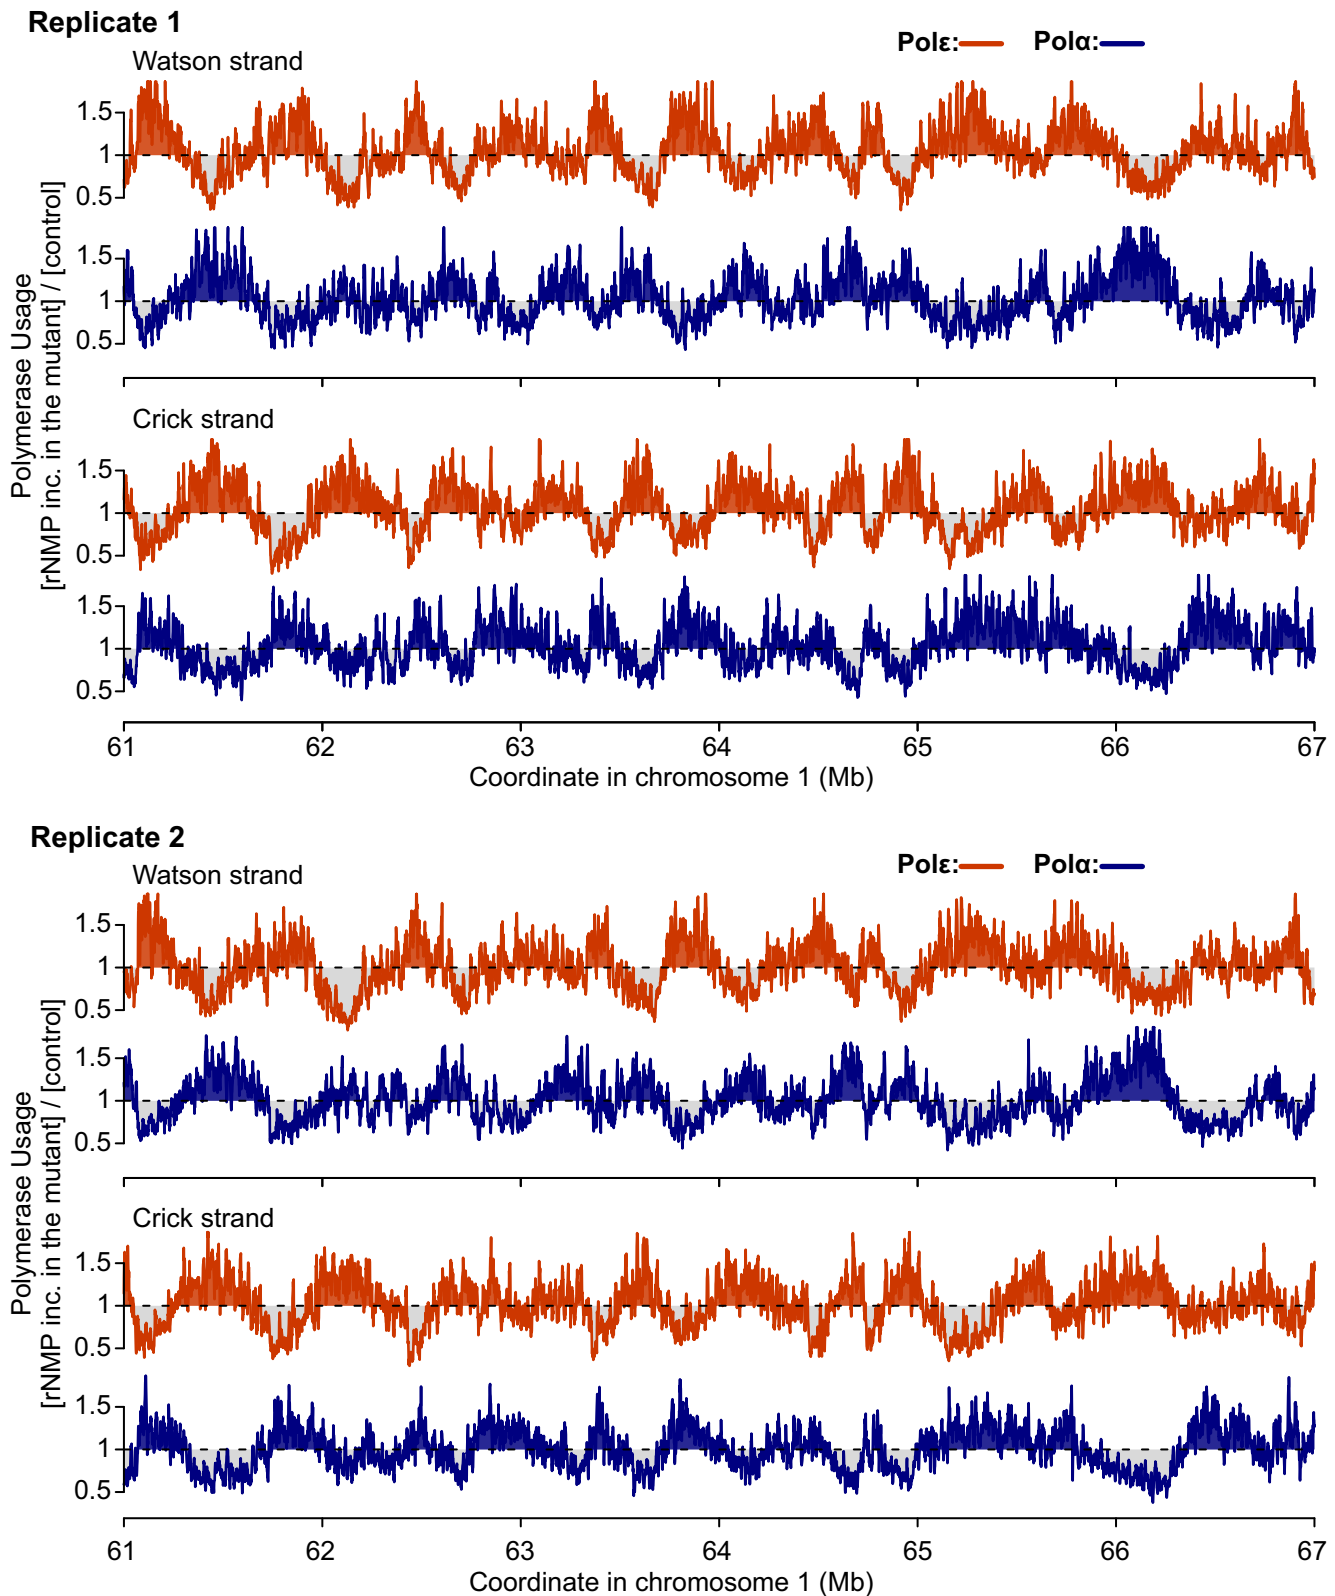 Replicate 1
Polε: Polα:
Watson strand
1.5
1
0.5
1.5
1
0.5
Polymerase Usage
[rNMP inc. in the mutant] / [control]
Crick strand
1.5
1
0.5
1.5
1
0.5
61 62 63 64 65 66 67
Coordinate in chromosome 1 (Mb)
Replicate 2
Polε: Polα:
Watson strand
1.5
1
0.5
1.5
1
0.5
Polymerase Usage
[rNMP inc. in the mutant] / [control]
Crick strand
1.5
1
0.5
1.5
1
0.5
61 62 63 64 65 66 67
Coordinate in chromosome 1 (Mb)